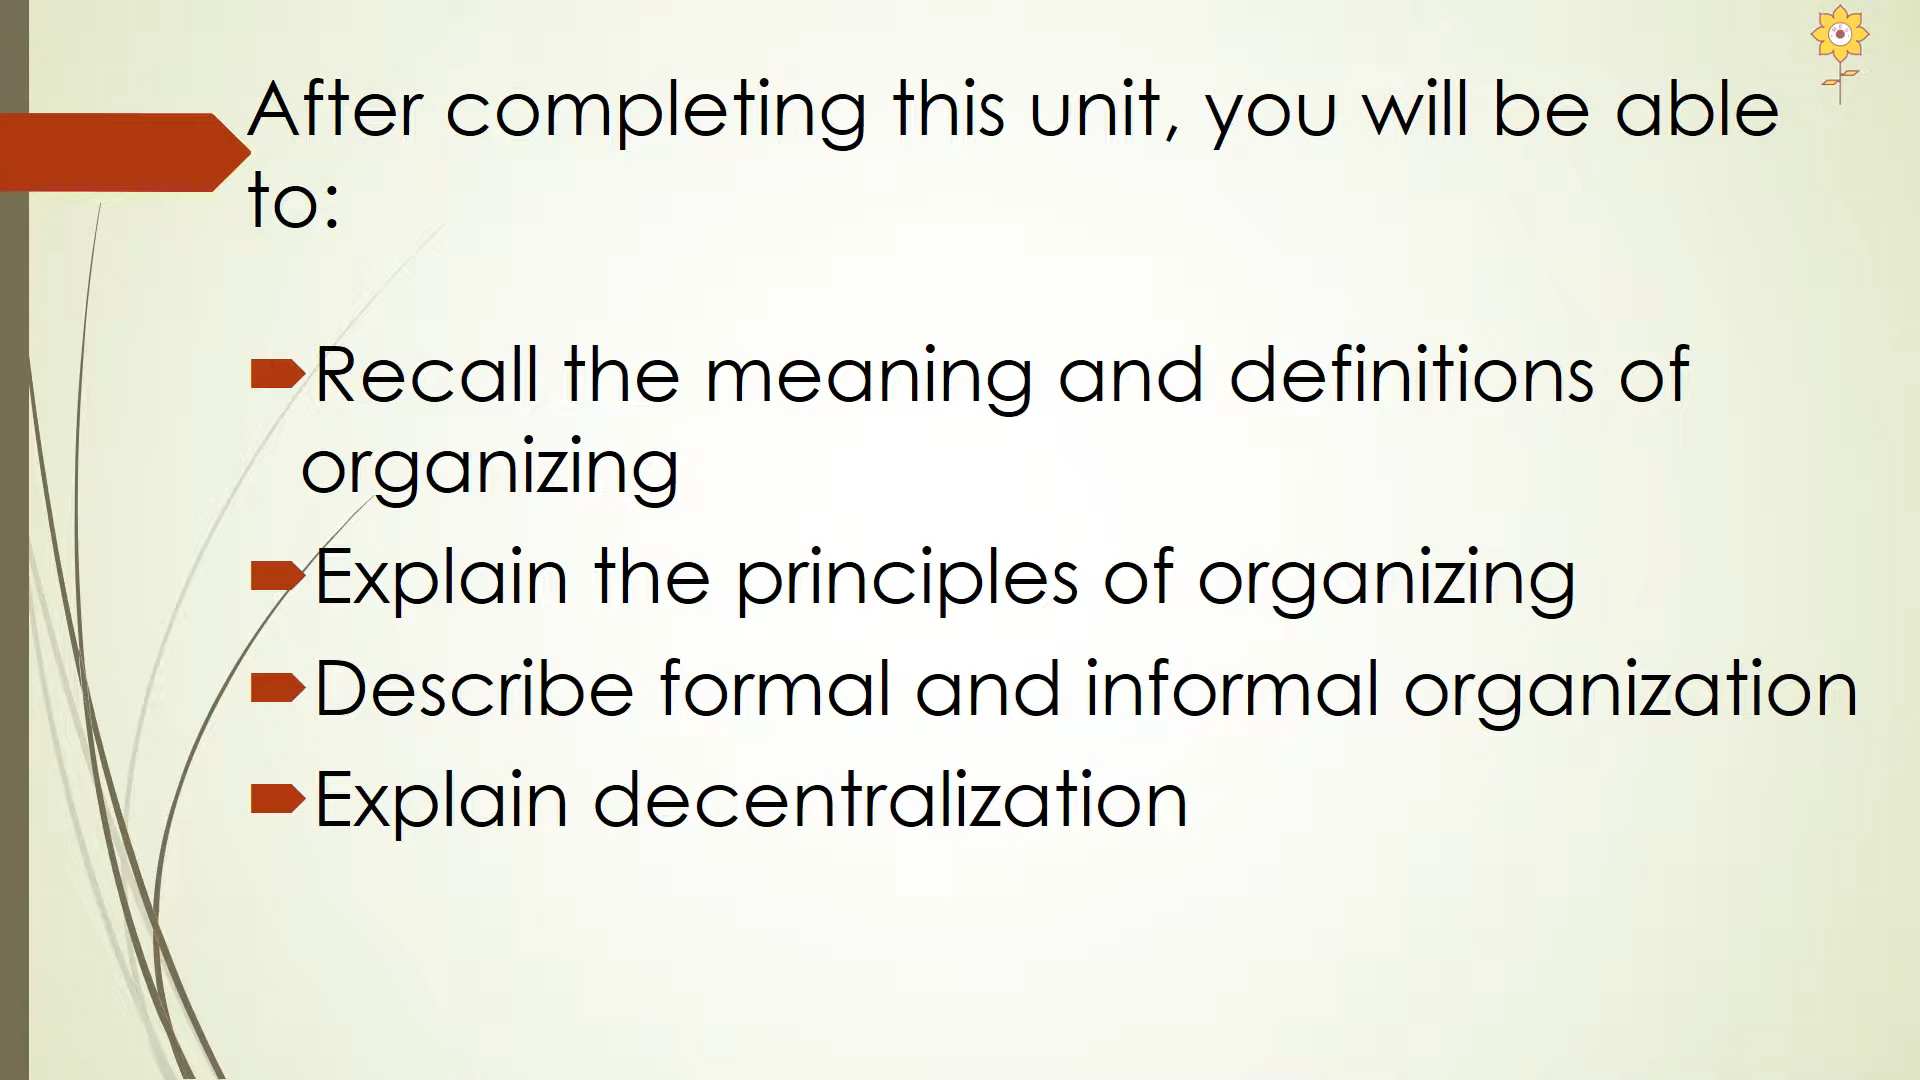 After completing this unit, you will be able
to:
Recall the meaning and definitions of
organizing
Explain the principles of organizing
Describe formal and informal organization
Explain decentralization